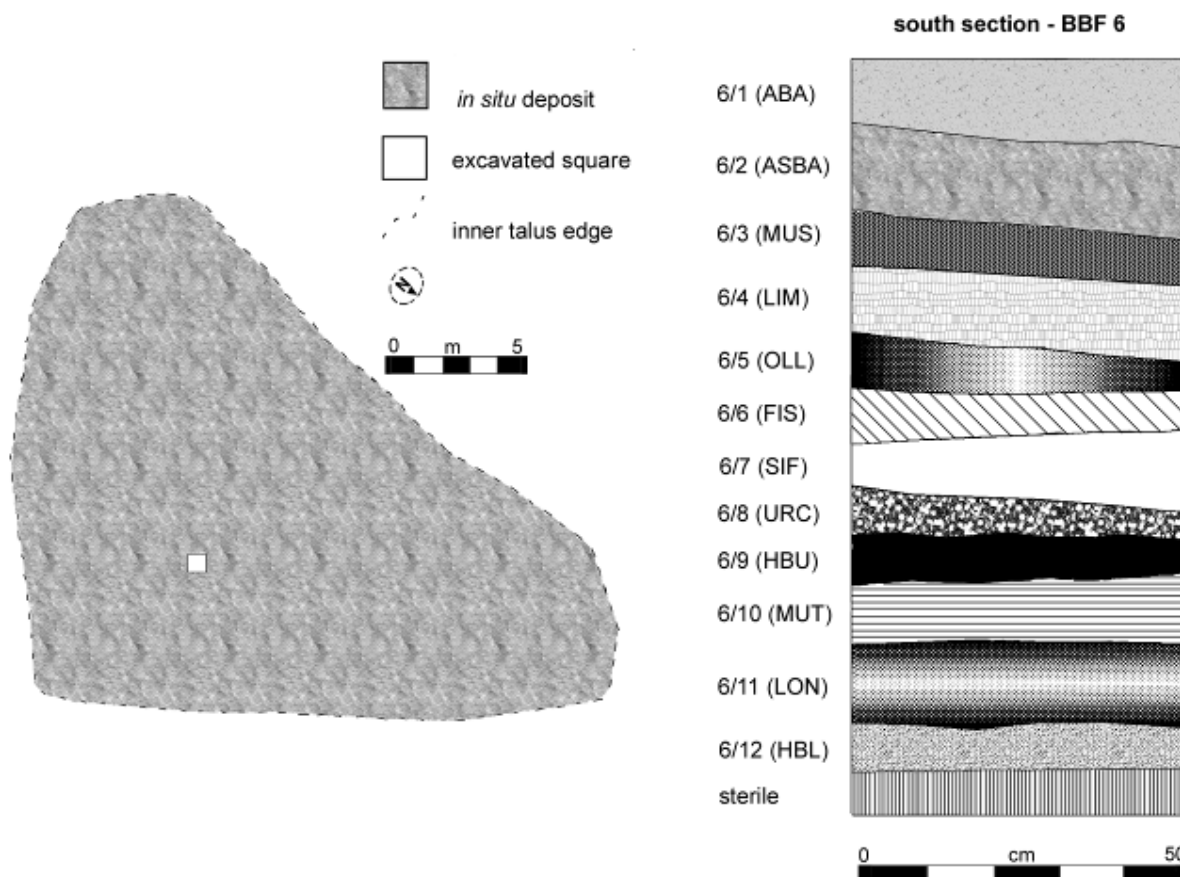 south section - BBF 6
in situ deposit
excavated square
inner talus edge
N
0 m 5
6/1 (ABA)
6/2 (ASBA)
6/3 (MUS)
6/4 (LIM)
6/5 (OLL)
6/6 (FIS)
6/7 (SIF)
6/8 (URC)
6/9 (HBU)
6/10 (MUT)
6/11 (LON)
6/12 (HBL)
sterile
0 cm 50